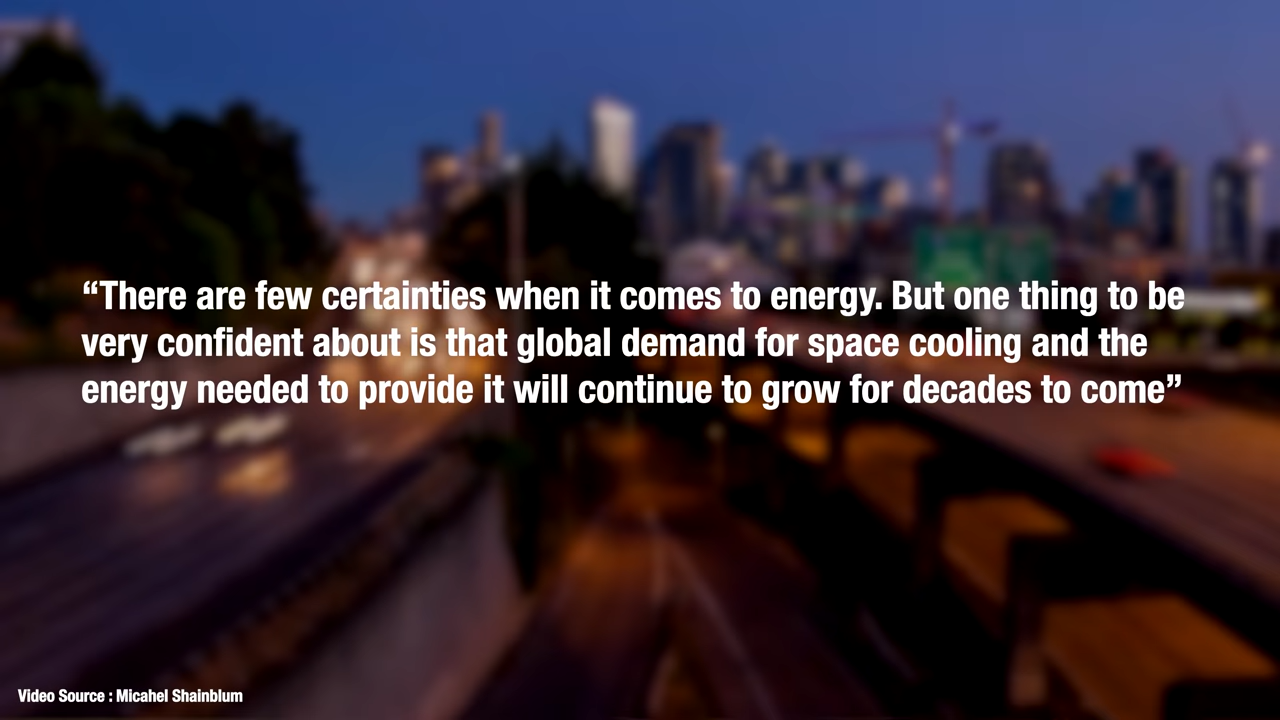 “There are few certainties when it comes to energy. But one thing to be
very confident about is that global demand for space cooling and the
energy needed to provide it will continue to grow for decades to come”
Video Source : Micahel Shainblum